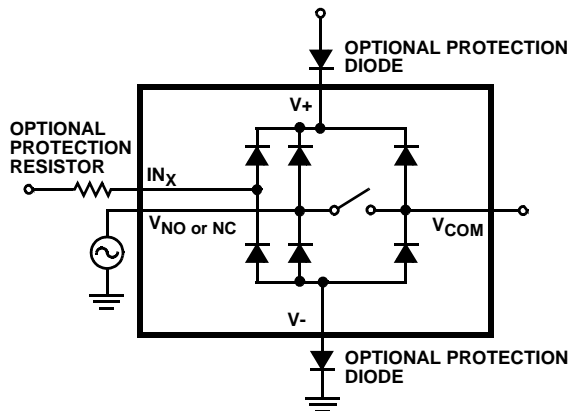 OPTIONAL PROTECTION
DIODE
V+
OPTIONAL
PROTECTION
RESISTOR
INX
VNO or NC
VCOM
V-
OPTIONAL PROTECTION
DIODE